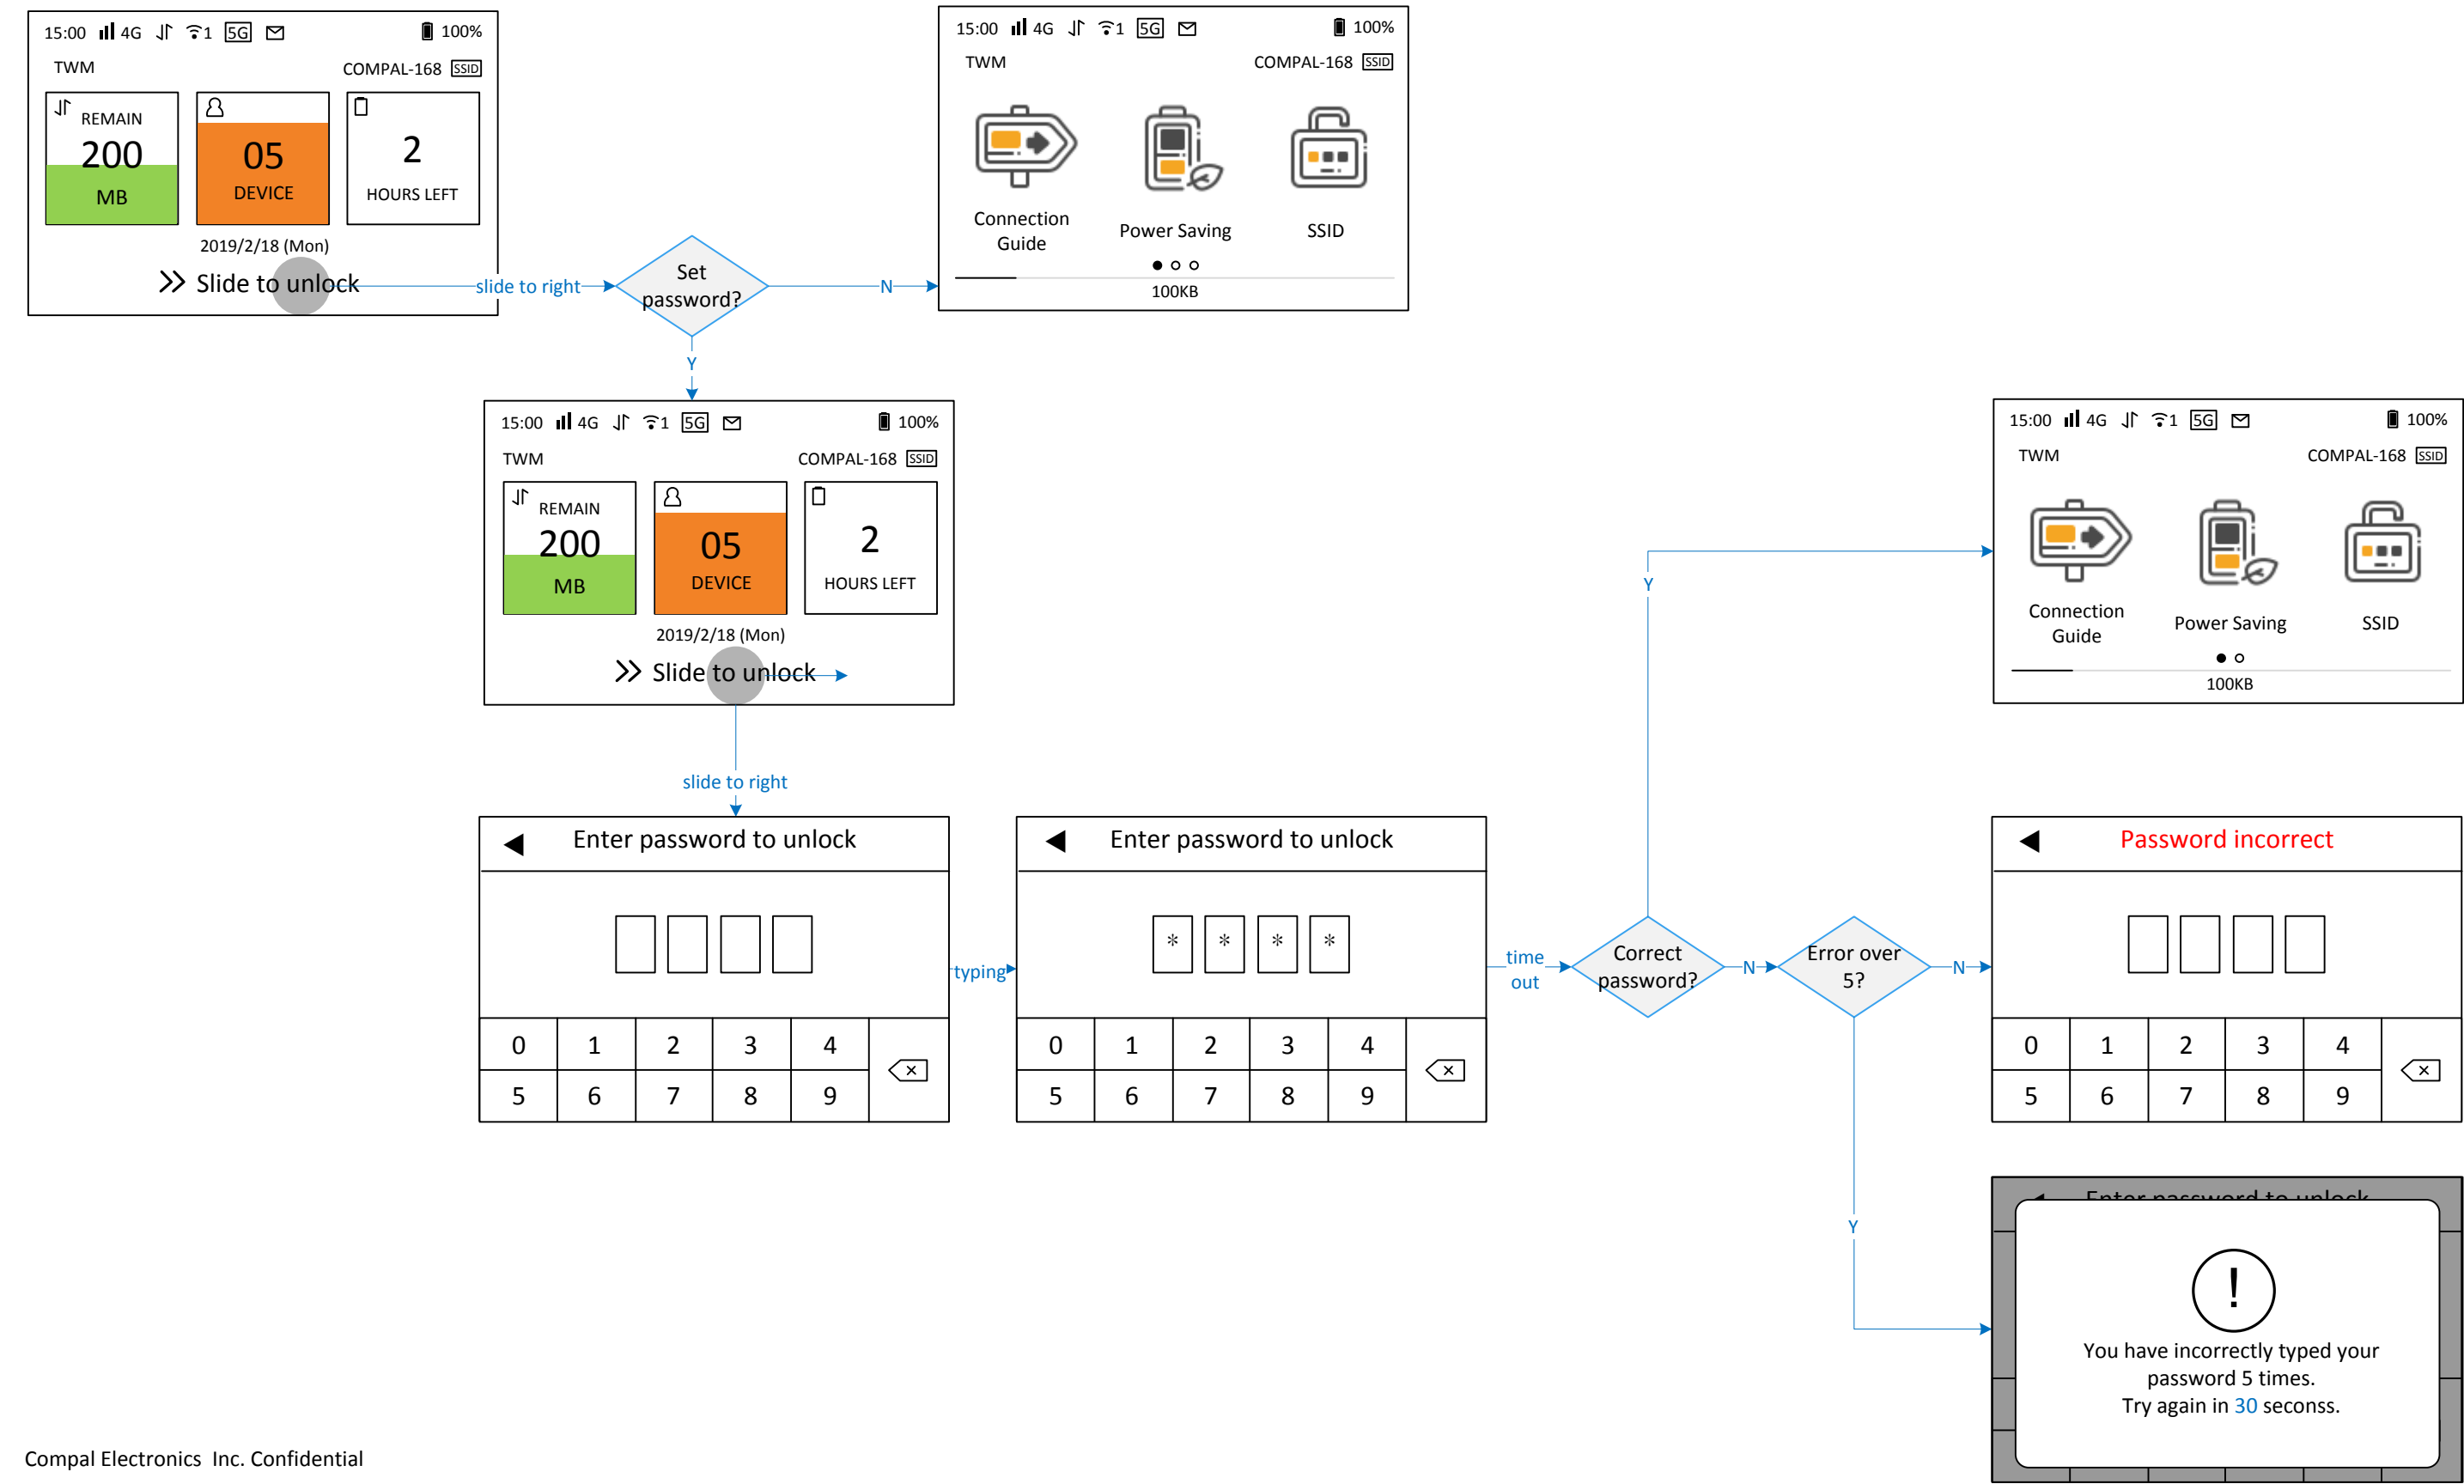 15:00 4G 1 5G 100%
TWM COMPAL-168 SSID
REMAIN
200
MB
05
DEVICE
2
HOURS LEFT
2019/2/18 (Mon)
Slide to unlock
slide to right
Set
password?
N
15:00 4G 1 5G 100%
TWM COMPAL-168 SSID
Connection
Guide
Power Saving
SSID
100KB
Y
15:00 4G 1 5G 100%
TWM COMPAL-168 SSID
REMAIN
200
MB
05
DEVICE
2
HOURS LEFT
2019/2/18 (Mon)
Slide to unlock
slide to right
Enter password to unlock
0 1 2 3 4
5 6 7 8 9
typing
Enter password to unlock
* * * *
0 1 2 3 4
5 6 7 8 9
time
out
Correct
password?
Y
15:00 4G 1 5G 100%
TWM COMPAL-168 SSID
Connection
Guide
Power Saving
SSID
100KB
N
Error over
5?
N
Password incorrect
0 1 2 3 4
5 6 7 8 9
Y
Enter password to unlock
!
You have incorrectly typed your
password 5 times.
Try again in 30 seconss.
Compal Electronics Inc. Confidential